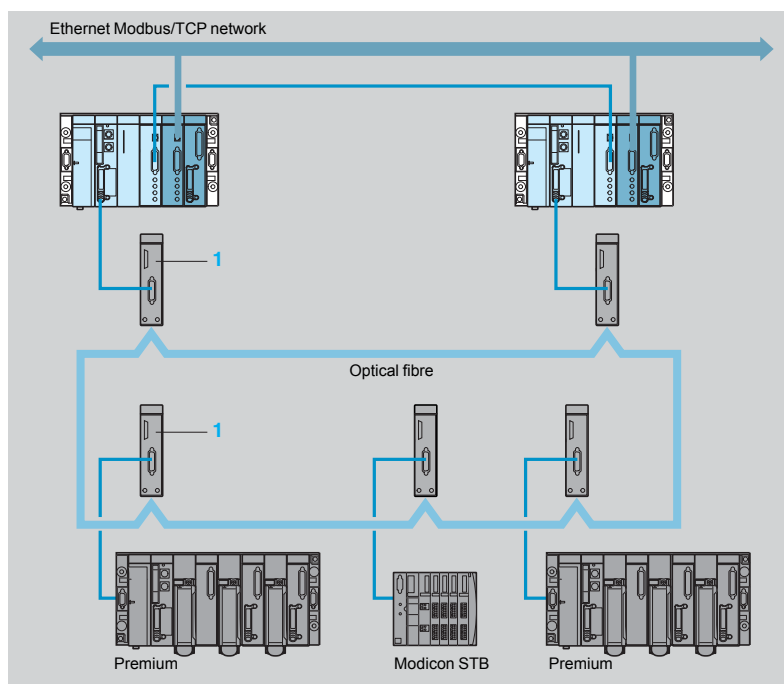 Ethernet Modbus/TCP network
1
Optical fibre
1
Premium
Modicon STB
Premium